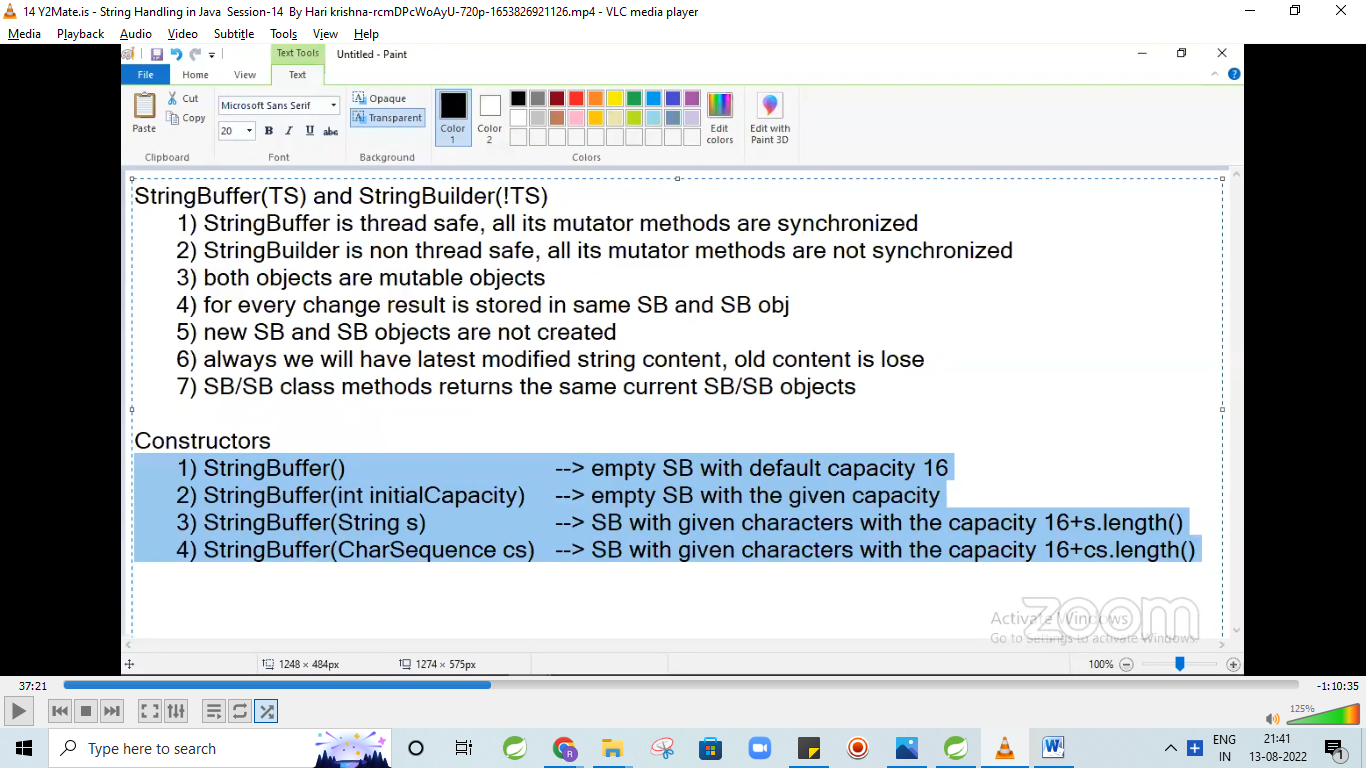 14 Y2Mate.is - String Handling in Java  Session-14  By Hari krishna-rcmDPcWoAyU-720p-1653826921126.mp4 - VLC media player
Media Playback Audio Video Subtitle Tools View Help
Text Tools Untitled - Paint
File Home View Text
Paste Cut Copy
Microsoft Sans Serif
20 B I U abc
Opaque
Transparent
Color 1
Color 2
Edit colors
Edit with Paint 3D
Clipboard Font Background Colors
StringBuffer(TS) and StringBuilder(!TS)
1) StringBuffer is thread safe, all its mutator methods are synchronized
2) StringBuilder is non thread safe, all its mutator methods are not synchronized
3) both objects are mutable objects
4) for every change result is stored in same SB and SB obj
5) new SB and SB objects are not created
6) always we will have latest modified string content, old content is lose
7) SB/SB class methods returns the same current SB/SB objects
Constructors
1) StringBuffer() --> empty SB with default capacity 16
2) StringBuffer(int initialCapacity) --> empty SB with the given capacity
3) StringBuffer(String s) --> SB with given characters with the capacity 16+s.length()
4) StringBuffer(CharSequence cs) --> SB with given characters with the capacity 16+cs.length()
zoom
Activate Windows
Go to Settings to activate Windows.
1248 × 484px 1274 × 575px 100%
37:21 -1:10:35
125%
Type here to search
ENG 21:41
IN 13-08-2022 1